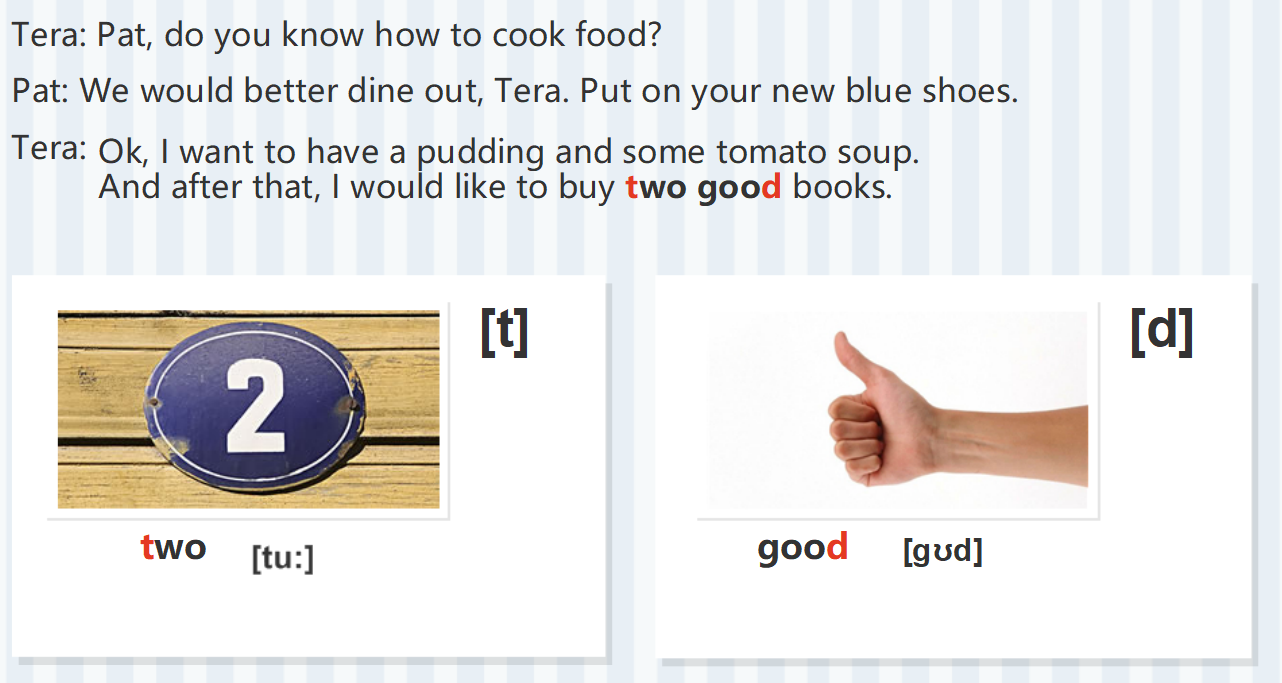 Tera: Pat, do you know how to cook food?
Pat: We would better dine out, Tera. Put on your new blue shoes.
Tera: Ok, I want to have a pudding and some tomato soup.
And after that, I would like to buy two good books.
[t]
2
two [tu:]
[d]
good [gʊd]